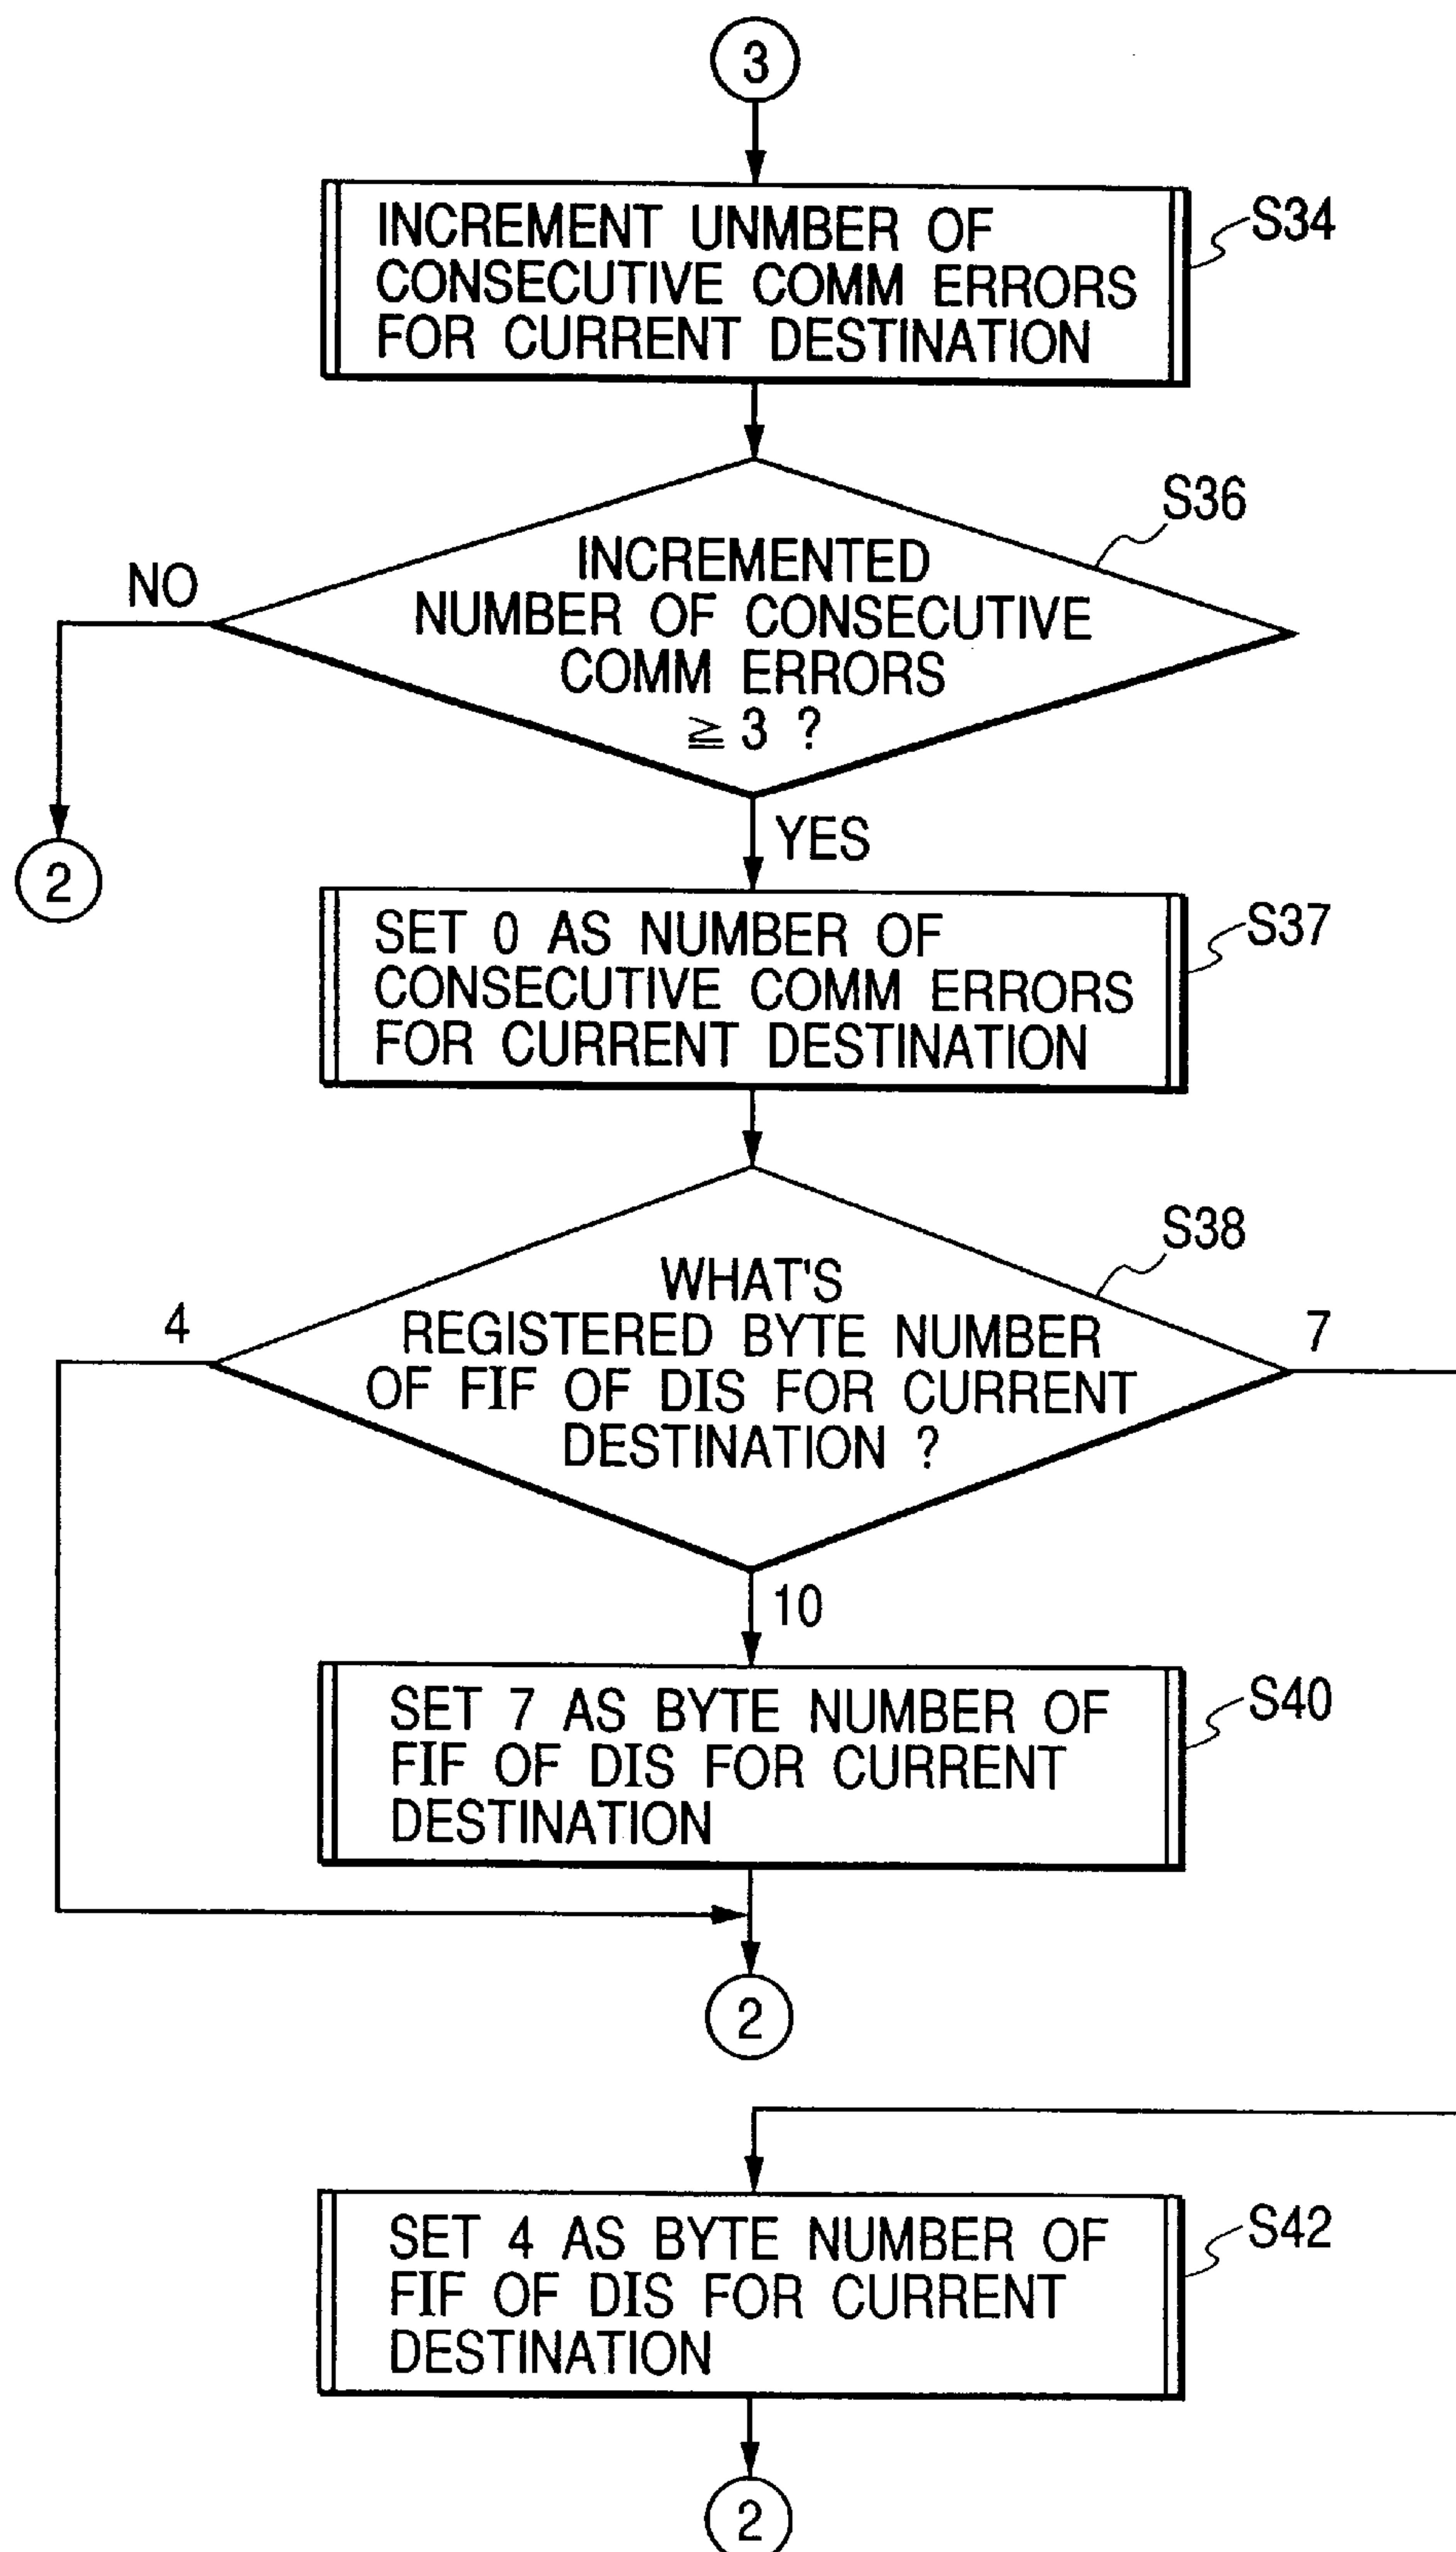 3
INCREMENT UNMBER OF
CONSECUTIVE COMM ERRORS
FOR CURRENT DESTINATION
S34
S36
INCREMENTED
NUMBER OF CONSECUTIVE
COMM ERRORS
≧ 3 ?
NO
2
YES
SET 0 AS NUMBER OF
CONSECUTIVE COMM ERRORS
FOR CURRENT DESTINATION
S37
S38
WHAT'S
REGISTERED BYTE NUMBER
OF FIF OF DIS FOR CURRENT
DESTINATION ?
4
7
10
SET 7 AS BYTE NUMBER OF
FIF OF DIS FOR CURRENT
DESTINATION
S40
2
SET 4 AS BYTE NUMBER OF
FIF OF DIS FOR CURRENT
DESTINATION
S42
2